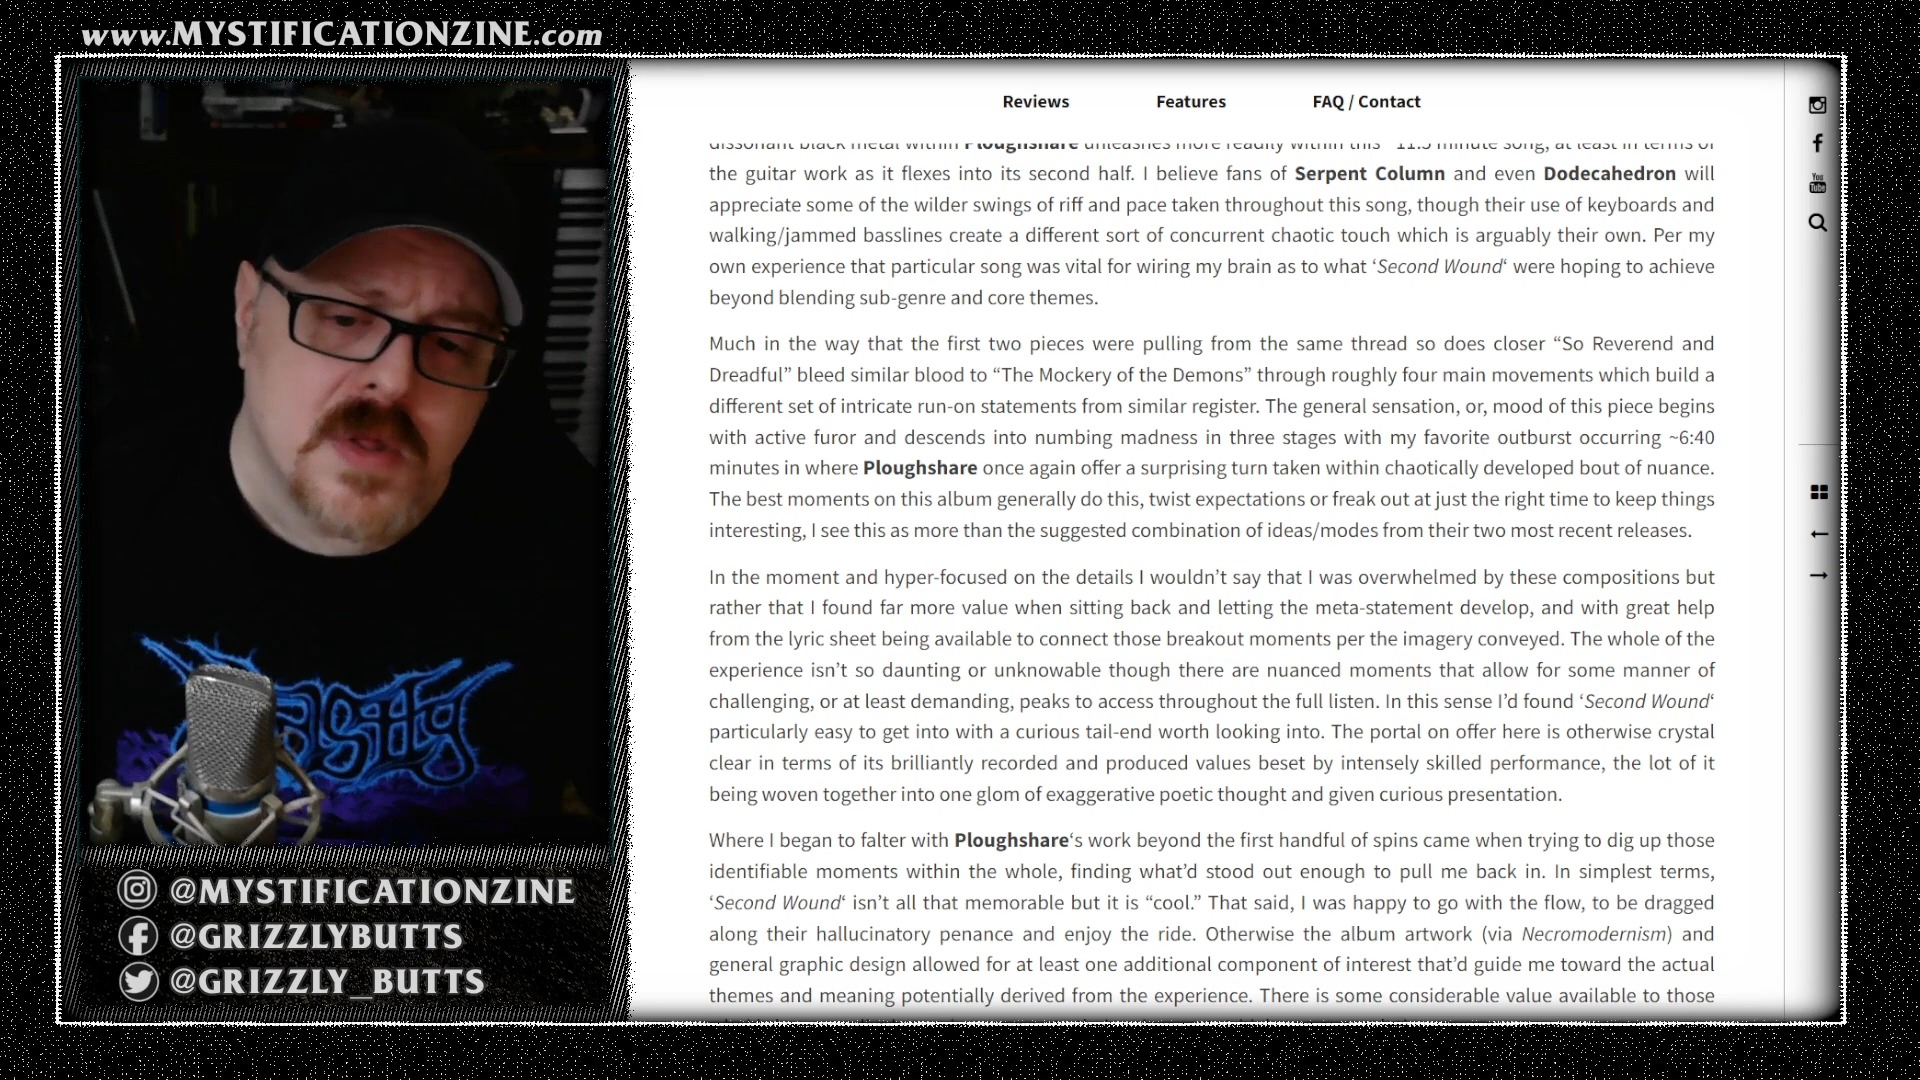 www.MYSTIFICATIONZINE.com
Reviews Features FAQ / Contact
dissonant black metal within Ploughshare unleashes more readily within this ~11.5 minute song, at least in terms of
the guitar work as it flexes into its second half. I believe fans of Serpent Column and even Dodecahedron will
appreciate some of the wilder swings of riff and pace taken throughout this song, though their use of keyboards and
walking/jammed basslines create a different sort of concurrent chaotic touch which is arguably their own. Per my
own experience that particular song was vital for wiring my brain as to what ‘Second Wound‘ were hoping to achieve
beyond blending sub-genre and core themes.
Much in the way that the first two pieces were pulling from the same thread so does closer “So Reverend and
Dreadful” bleed similar blood to “The Mockery of the Demons” through roughly four main movements which build a
different set of intricate run-on statements from similar register. The general sensation, or, mood of this piece begins
with active furor and descends into numbing madness in three stages with my favorite outburst occurring ~6:40
minutes in where Ploughshare once again offer a surprising turn taken within chaotically developed bout of nuance.
The best moments on this album generally do this, twist expectations or freak out at just the right time to keep things
interesting, I see this as more than the suggested combination of ideas/modes from their two most recent releases.
In the moment and hyper-focused on the details I wouldn’t say that I was overwhelmed by these compositions but
rather that I found far more value when sitting back and letting the meta-statement develop, and with great help
from the lyric sheet being available to connect those breakout moments per the imagery conveyed. The whole of the
experience isn’t so daunting or unknowable though there are nuanced moments that allow for some manner of
challenging, or at least demanding, peaks to access throughout the full listen. In this sense I’d found ‘Second Wound‘
particularly easy to get into with a curious tail-end worth looking into. The portal on offer here is otherwise crystal
clear in terms of its brilliantly recorded and produced values beset by intensely skilled performance, the lot of it
being woven together into one glom of exaggerative poetic thought and given curious presentation.
Where I began to falter with Ploughshare‘s work beyond the first handful of spins came when trying to dig up those
identifiable moments within the whole, finding what’d stood out enough to pull me back in. In simplest terms,
‘Second Wound‘ isn’t all that memorable but it is “cool.” That said, I was happy to go with the flow, to be dragged
along their hallucinatory penance and enjoy the ride. Otherwise the album artwork (via Necromodernism) and
general graphic design allowed for at least one additional component of interest that’d guide me toward the actual
themes and meaning potentially derived from the experience. There is some considerable value available to those
You
Tube
@MYSTIFICATIONZINE
@GRIZZLYBUTTS
@GRIZZLY_BUTTS